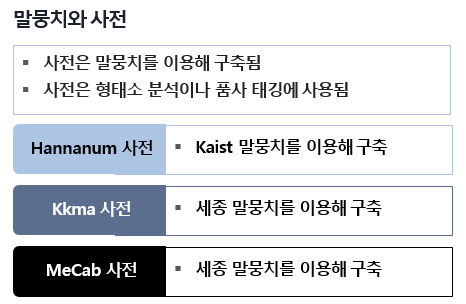 말뭉치와 사전
▪ 사전은 말뭉치를 이용해 구축됨
▪ 사전은 형태소 분석이나 품사 태깅에 사용됨
Hannanum 사전 ▪ Kaist 말뭉치를 이용해 구축
Kkma 사전 ▪ 세종 말뭉치를 이용해 구축
MeCab 사전 ▪ 세종 말뭉치를 이용해 구축